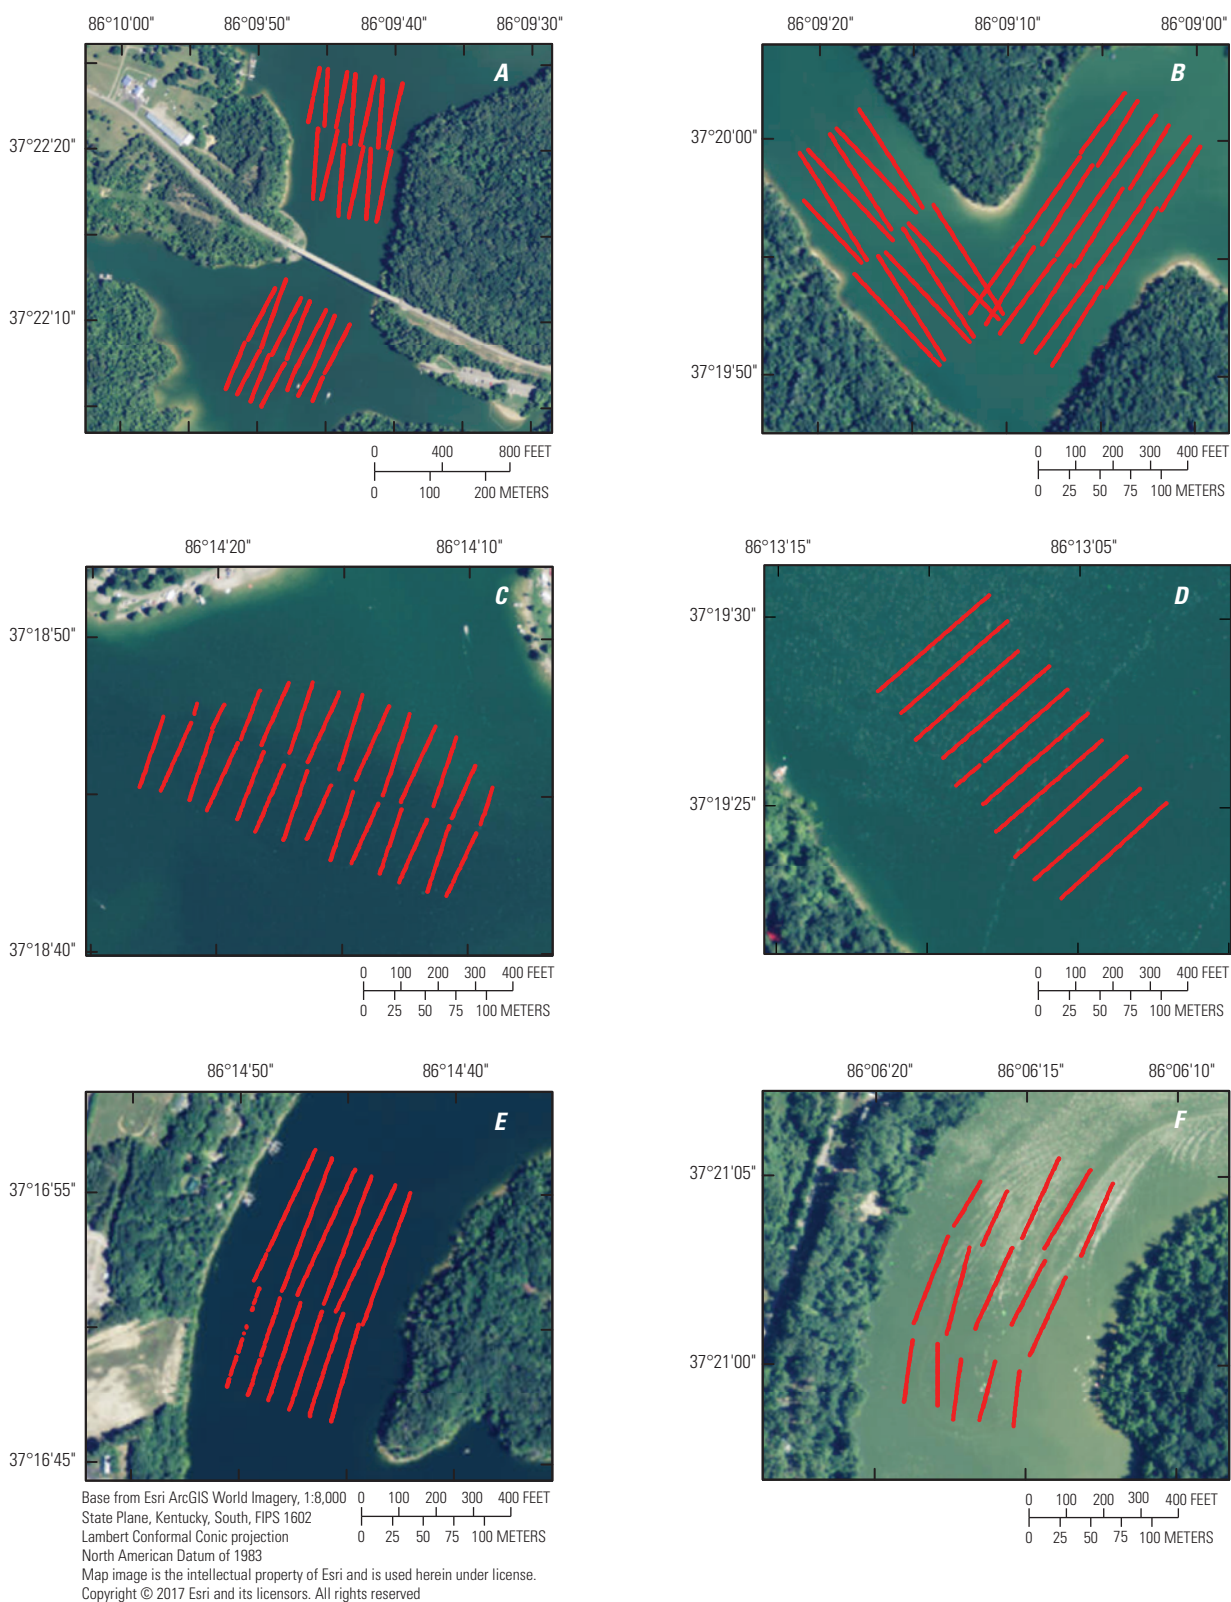 86°10'00" 86°09'50" 86°09'40" 86°09'30"
A
37°22'20"
37°22'10"
0 400 800 FEET
0 100 200 METERS
86°09'20" 86°09'10" 86°09'00"
B
37°20'00"
37°19'50"
0 100 200 300 400 FEET
0 25 50 75 100 METERS
86°14'20" 86°14'10"
C
37°18'50"
37°18'40"
0 100 200 300 400 FEET
0 25 50 75 100 METERS
86°13'15" 86°13'05"
D
37°19'30"
37°19'25"
0 100 200 300 400 FEET
0 25 50 75 100 METERS
86°14'50" 86°14'40"
E
37°16'55"
37°16'45"
0 100 200 300 400 FEET
0 25 50 75 100 METERS
86°06'20" 86°06'15" 86°06'10"
F
37°21'05"
37°21'00"
0 100 200 300 400 FEET
0 25 50 75 100 METERS
Base from Esri ArcGIS World Imagery, 1:8,000
State Plane, Kentucky, South, FIPS 1602
Lambert Conformal Conic projection
North American Datum of 1983
Map image is the intellectual property of Esri and is used herein under license.
Copyright © 2017 Esri and its licensors. All rights reserved